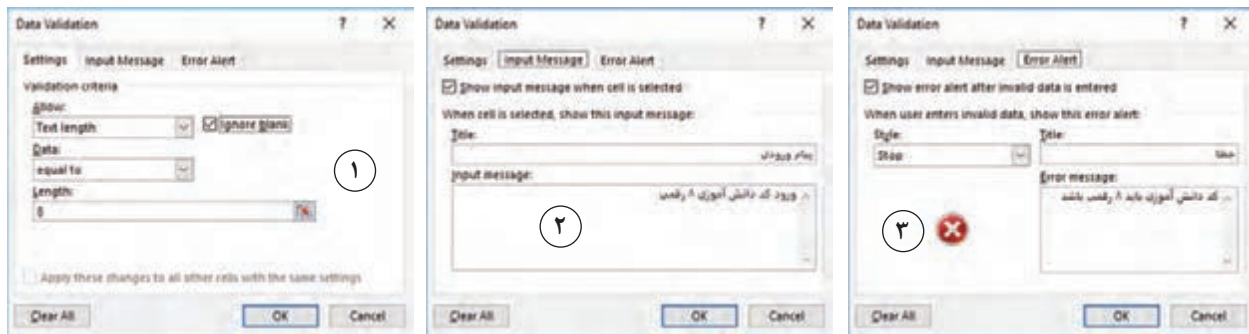 Data Validation ? ×
Settings Input Message Error Alert
Validation criteria
Allow:
Text length Ignore blank
Data:
equal to
Length:
8
Apply these changes to all other cells with the same settings
Clear All OK Cancel
۱
Data Validation ? ×
Settings Input Message Error Alert
Show input message when cell is selected
When cell is selected, show this input message:
Title:
پیام ورودی
Input message:
ورود کد دانش آموزی ۸ رقمی
Clear All OK Cancel
۲
Data Validation ? ×
Settings Input Message Error Alert
Show error alert after invalid data is entered
When user enters invalid data, show this error alert:
Style: Title:
Stop خطا
Error message:
کد دانش آموزی باید ۸ رقمی باشد
Clear All OK Cancel
۳